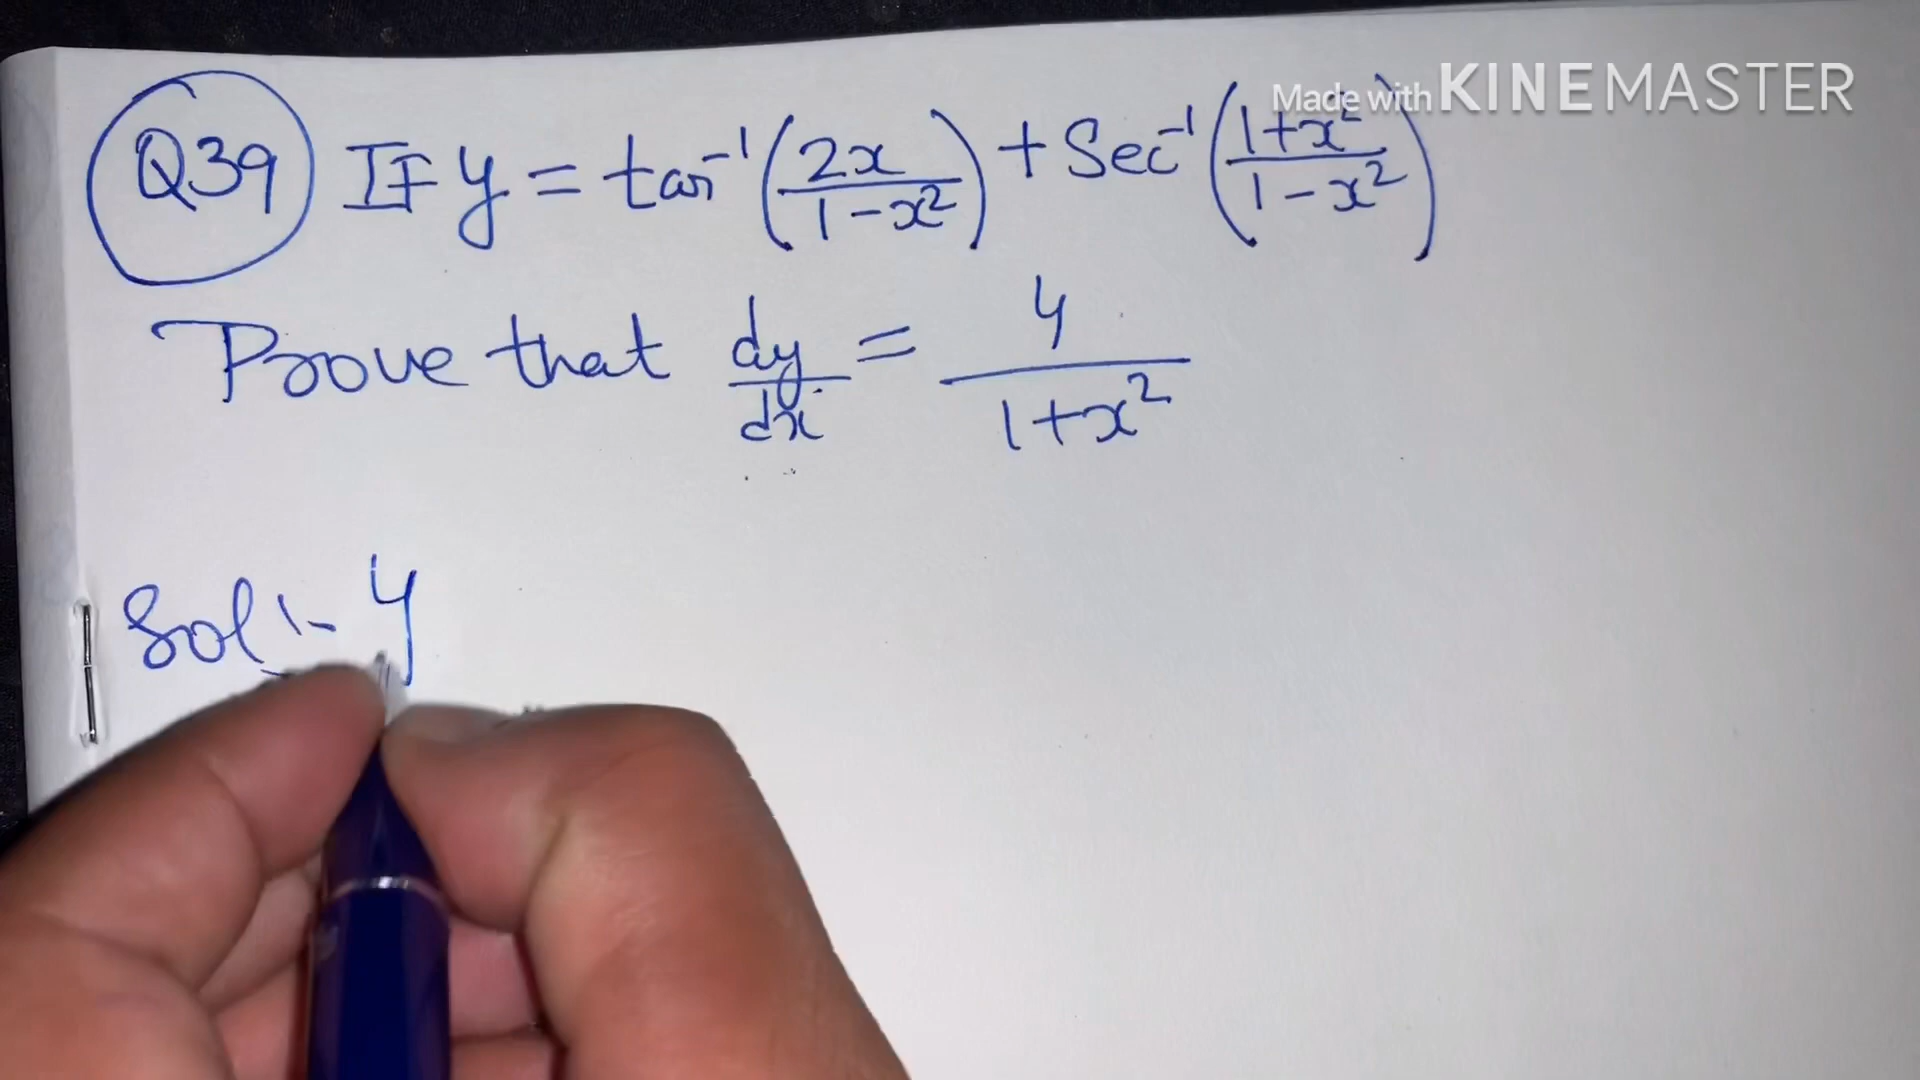 Made with KINEMASTER
Q39 If y = tan⁻¹(2x/(1-x²)) + Sec⁻¹((1+x²)/(1-x²))
Prove that dy/dx = 4/(1+x²)
Sol:- y